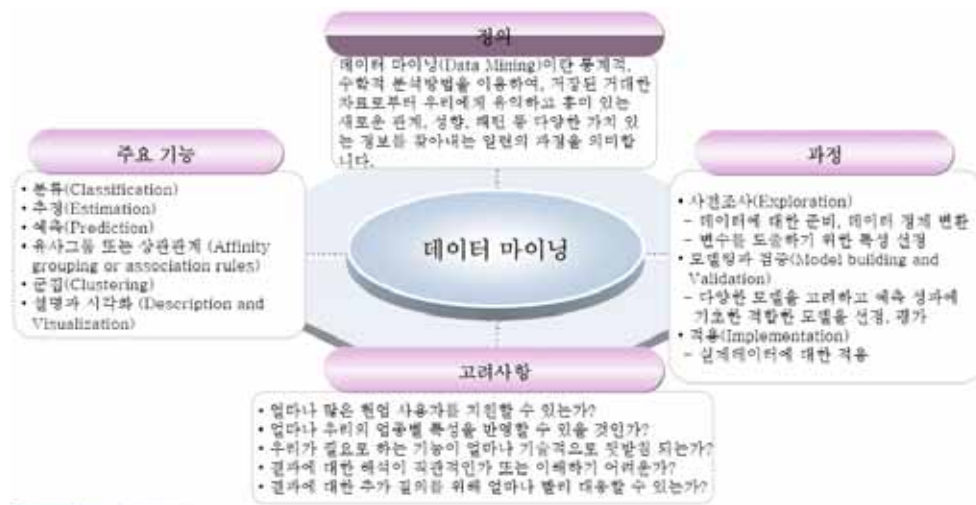 정의
데이터 마이닝(Data Mining)이란 통계적,
수학적 분석방법을 이용하여, 저장된 거대한
자료로부터 우리에게 유익하고 흥미 있는
새로운 관계, 성향, 패턴 등 다양한 가치 있
는 정보를 찾아내는 일련의 과정을 의미합
니다.
주요 기능
• 분류(Classification)
• 추정(Estimation)
• 예측(Prediction)
• 유사그룹 또는 상관관계 (Affinity
grouping or association rules)
• 군집(Clustering)
• 설명과 시각화 (Description and
Visualization)
데이터 마이닝
과정
• 사전조사(Exploration)
- 데이터에 대한 준비, 데이터 정제 변환
- 변수를 도출하기 위한 특성 선정
• 모델링과 검증(Model building and
Validation)
- 다양한 모델을 고려하고 예측 성과에
기초한 적합한 모델을 선정, 평가
• 적용(Implementation)
- 실제데이터에 대한 적용
고려사항
• 얼마나 많은 현업 사용자를 지원할 수 있는가?
• 얼마나 우리의 업종별 특성을 반영할 수 있을 것인가?
• 우리가 필요로 하는 기능이 얼마나 기술적으로 뒷받침 되는가?
• 결과에 대한 해석이 직관적인가 또는 이해하기 어려운가?
• 결과에 대한 추가 질의를 위해 얼마나 빨리 대응할 수 있는가?